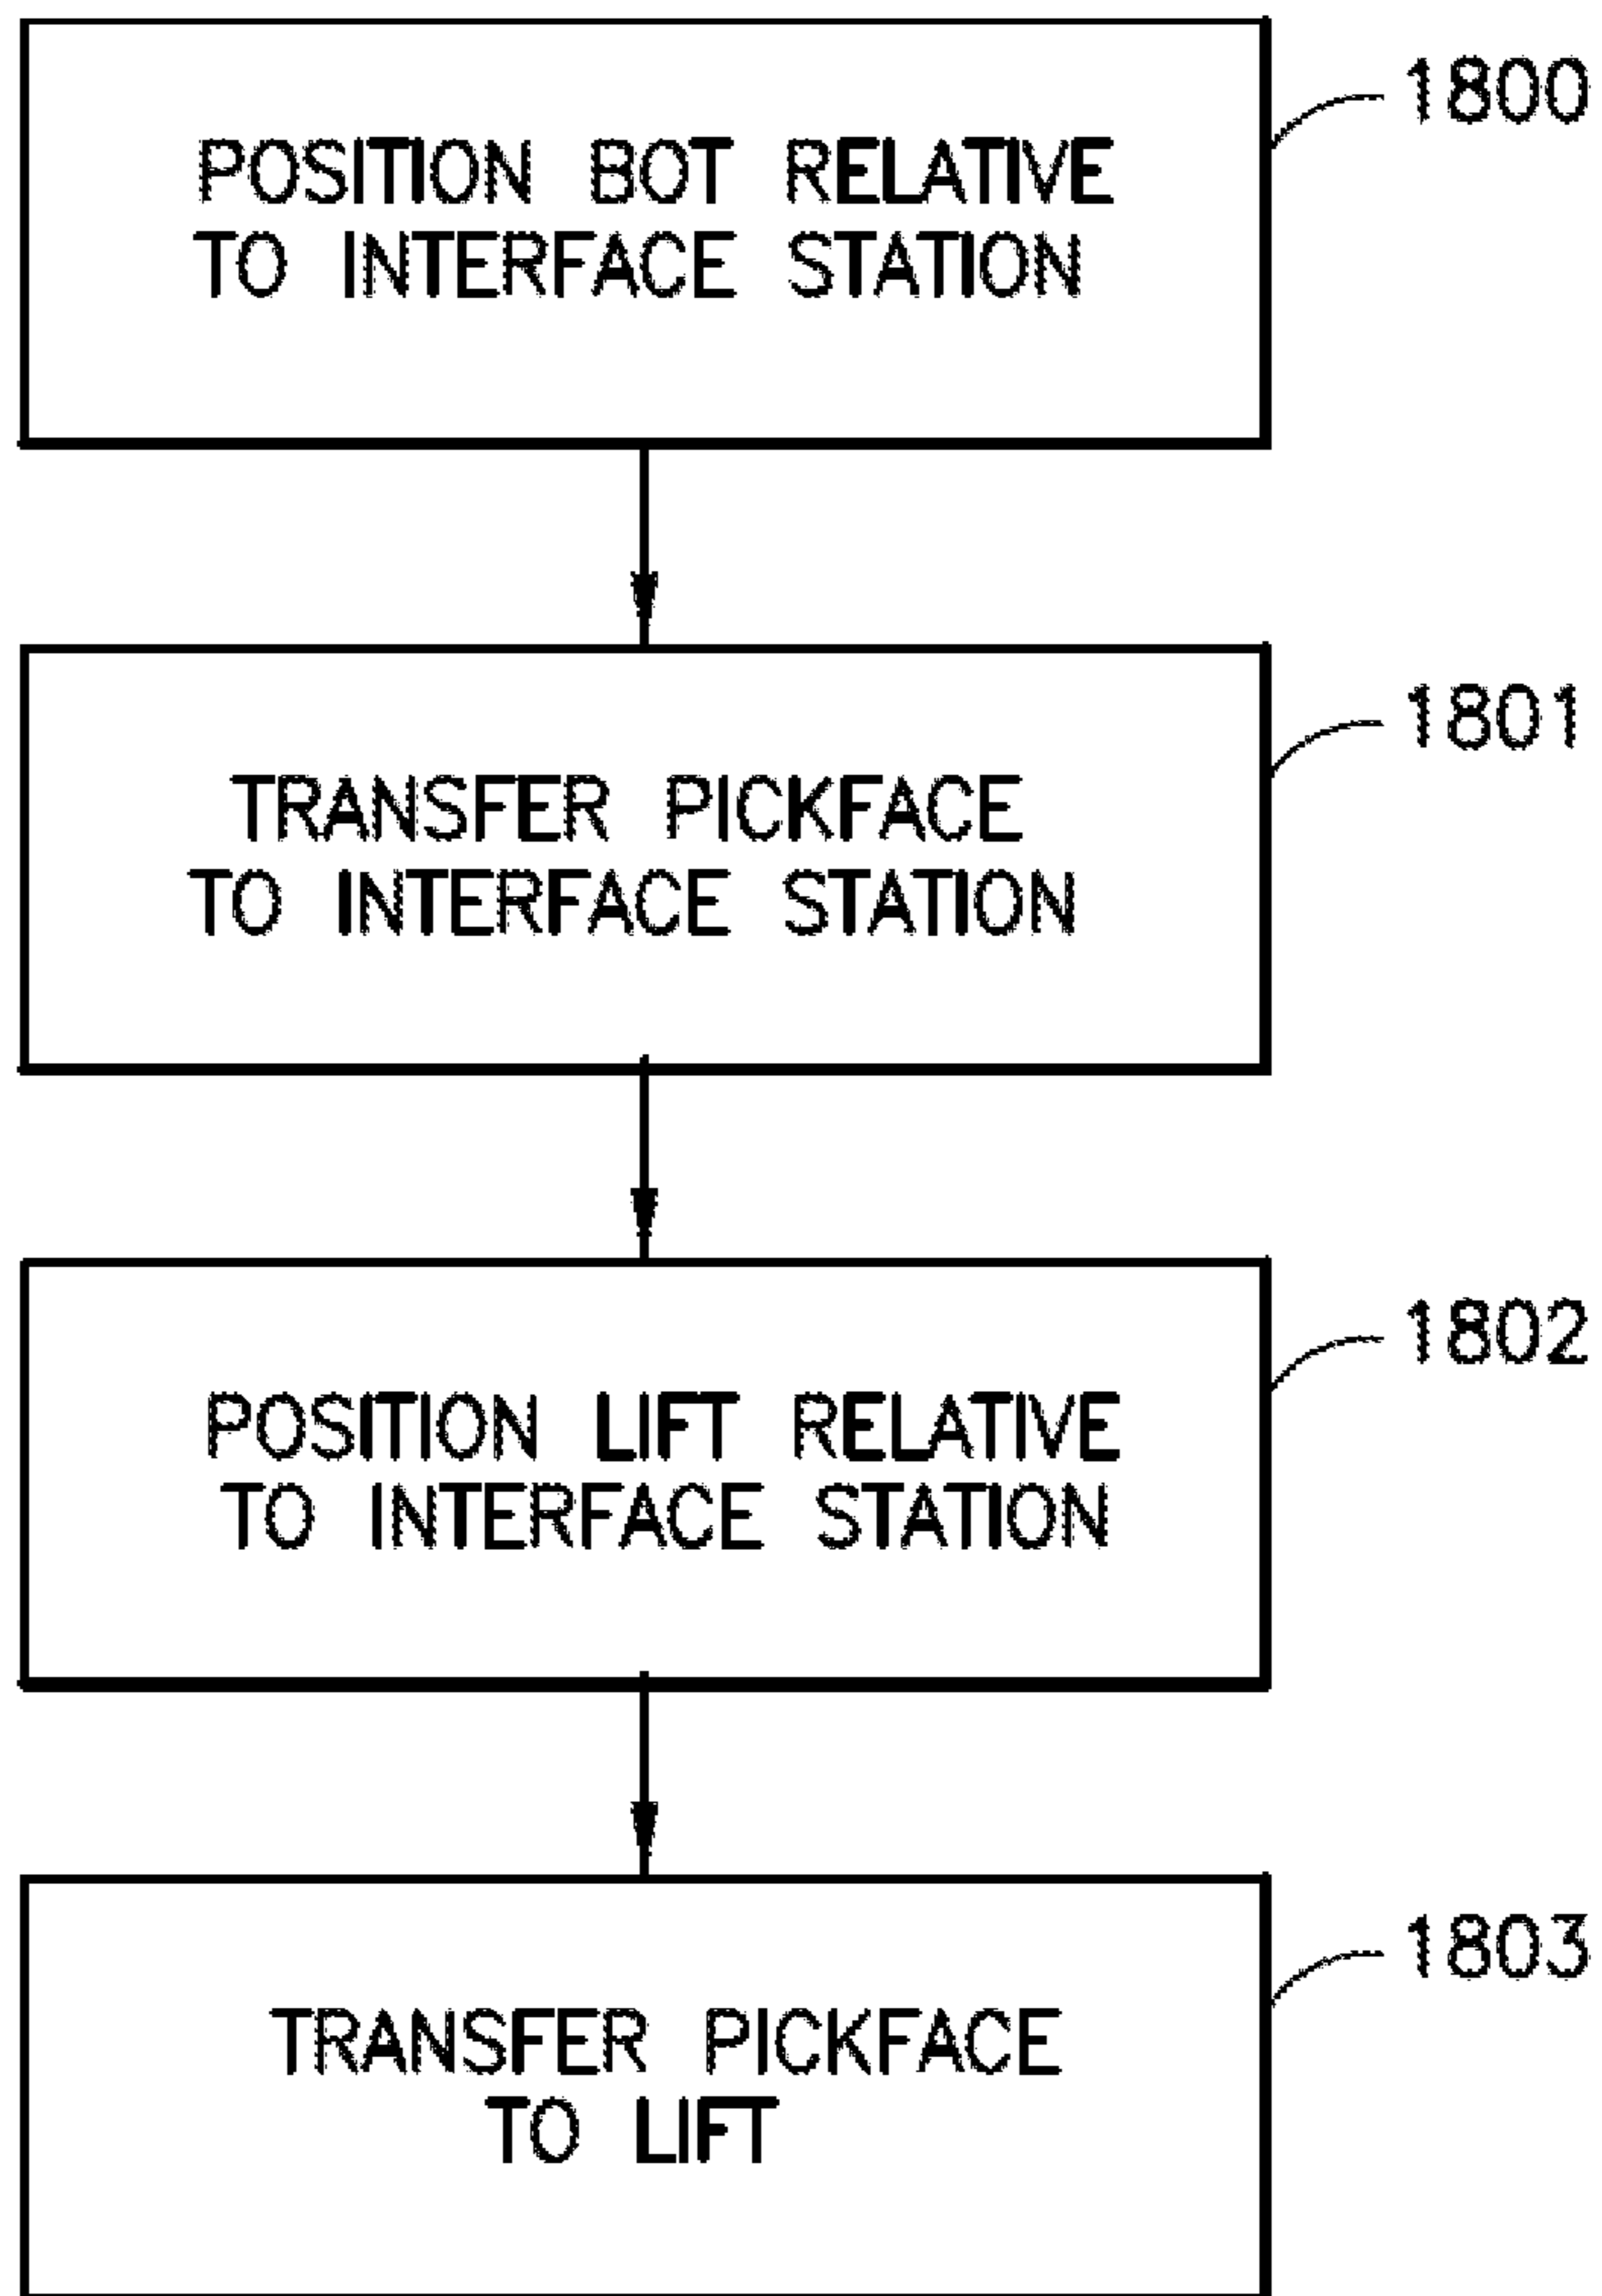 POSITION BOT RELATIVE
TO INTERFACE STATION
1800
TRANSFER PICKFACE
TO INTERFACE STATION
1801
POSITION LIFT RELATIVE
TO INTERFACE STATION
1802
TRANSFER PICKFACE
TO LIFT
1803